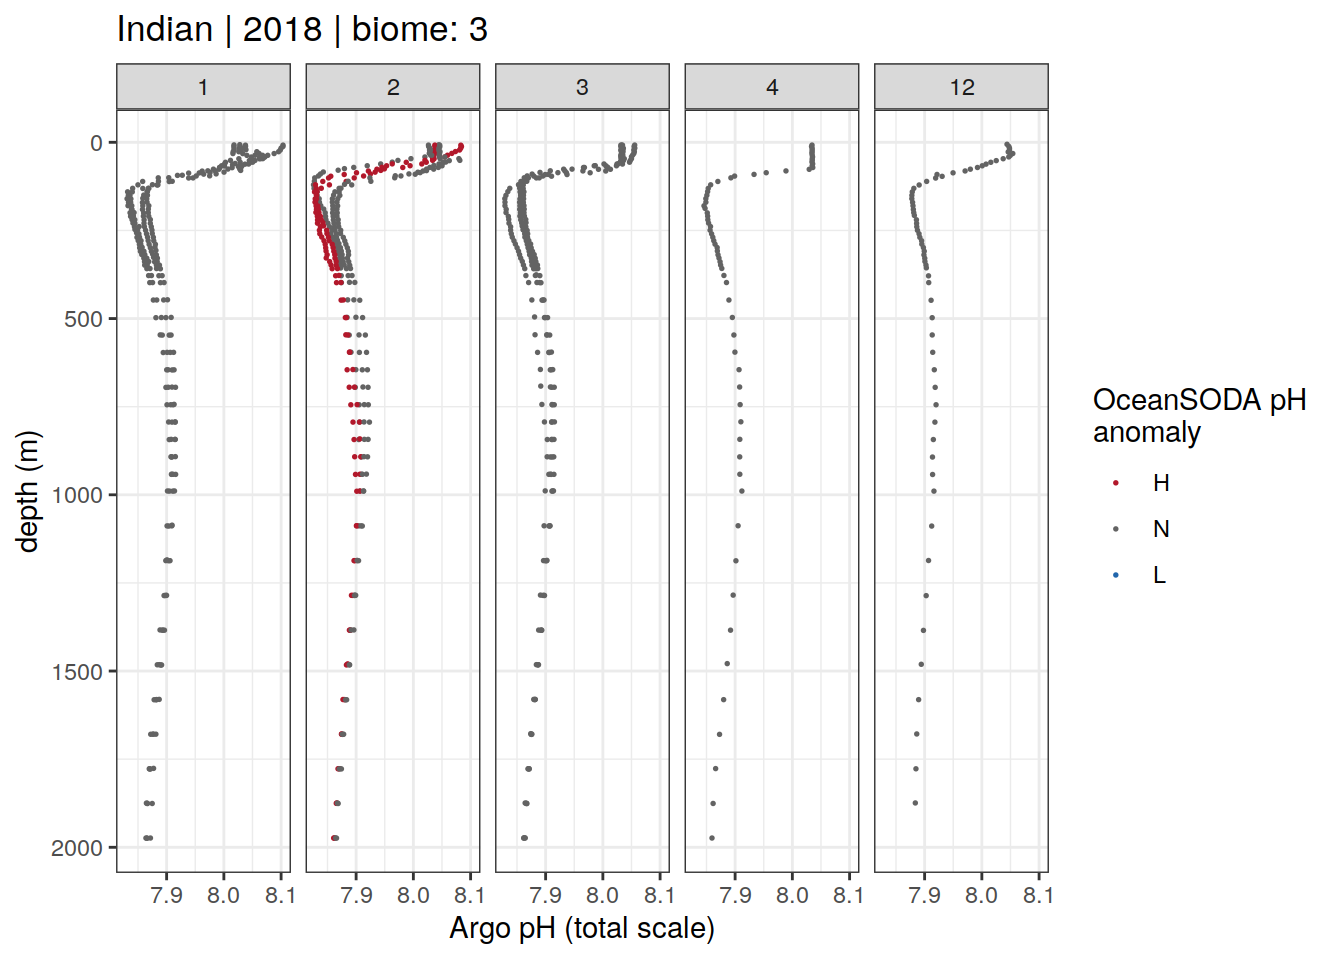 Indian | 2018 | biome: 3
1 2 3 4 12
0
500
1000
1500
2000
depth (m)
7.9 8.0 8.1 7.9 8.0 8.1 7.9 8.0 8.1 7.9 8.0 8.1 7.9 8.0 8.1
Argo pH (total scale)
OceanSODA pH
anomaly
H
N
L